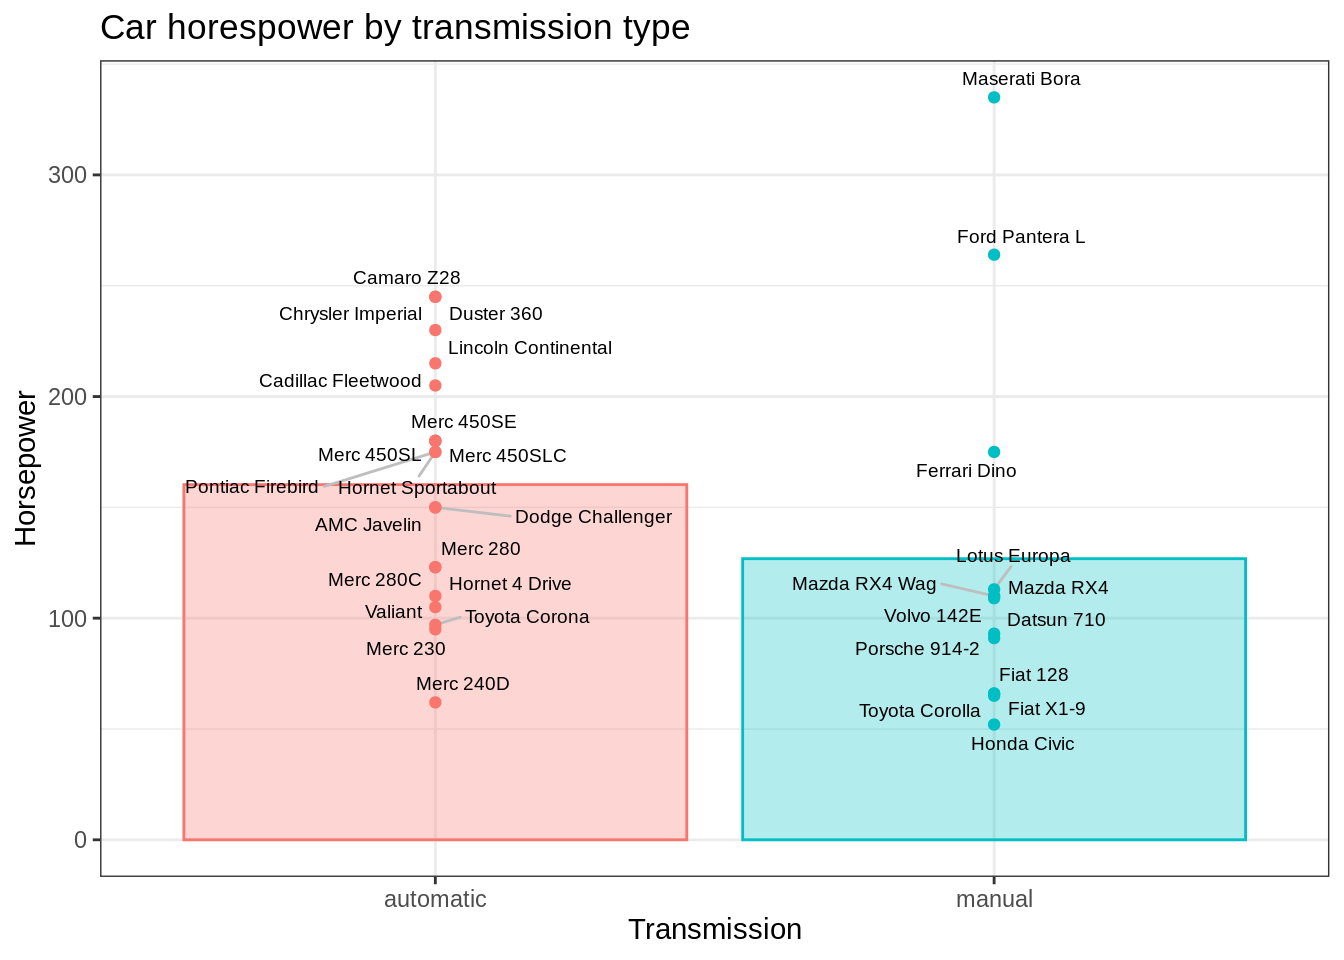 Car horespower by transmission type
Horsepower
300
200
100
0
Camaro Z28
Chrysler Imperial
Duster 360
Lincoln Continental
Cadillac Fleetwood
Merc 450SE
Merc 450SL
Merc 450SLC
Pontiac Firebird
Hornet Sportabout
Dodge Challenger
AMC Javelin
Merc 280
Merc 280C
Hornet 4 Drive
Valiant
Toyota Corona
Merc 230
Merc 240D
Maserati Bora
Ford Pantera L
Ferrari Dino
Lotus Europa
Mazda RX4 Wag
Mazda RX4
Volvo 142E
Datsun 710
Porsche 914-2
Fiat 128
Toyota Corolla
Fiat X1-9
Honda Civic
automatic
manual
Transmission